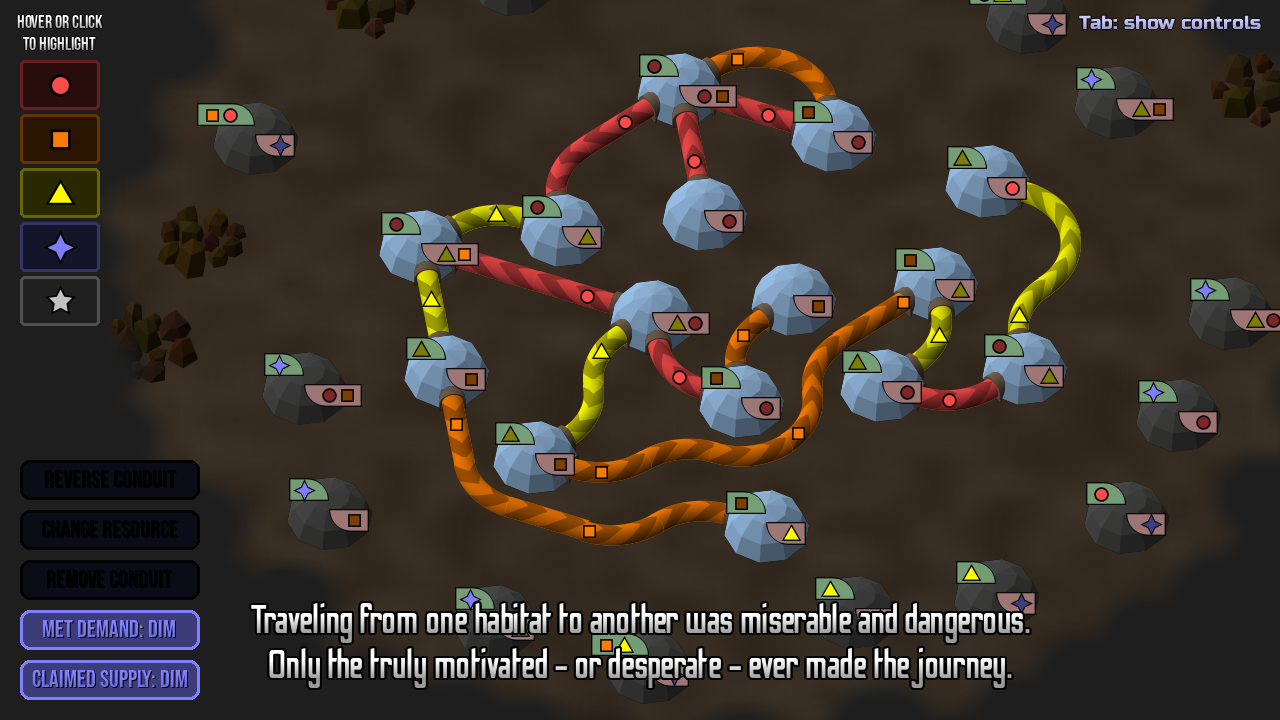 HOVER OR CLICK
TO HIGHLIGHT
Tab: show controls
REVERSE CONDUIT
CHANGE RESOURCE
REMOVE CONDUIT
MET DEMAND: DIM
CLAIMED SUPPLY: DIM
Traveling from one habitat to another was miserable and dangerous.
Only the truly motivated - or desperate - ever made the journey.